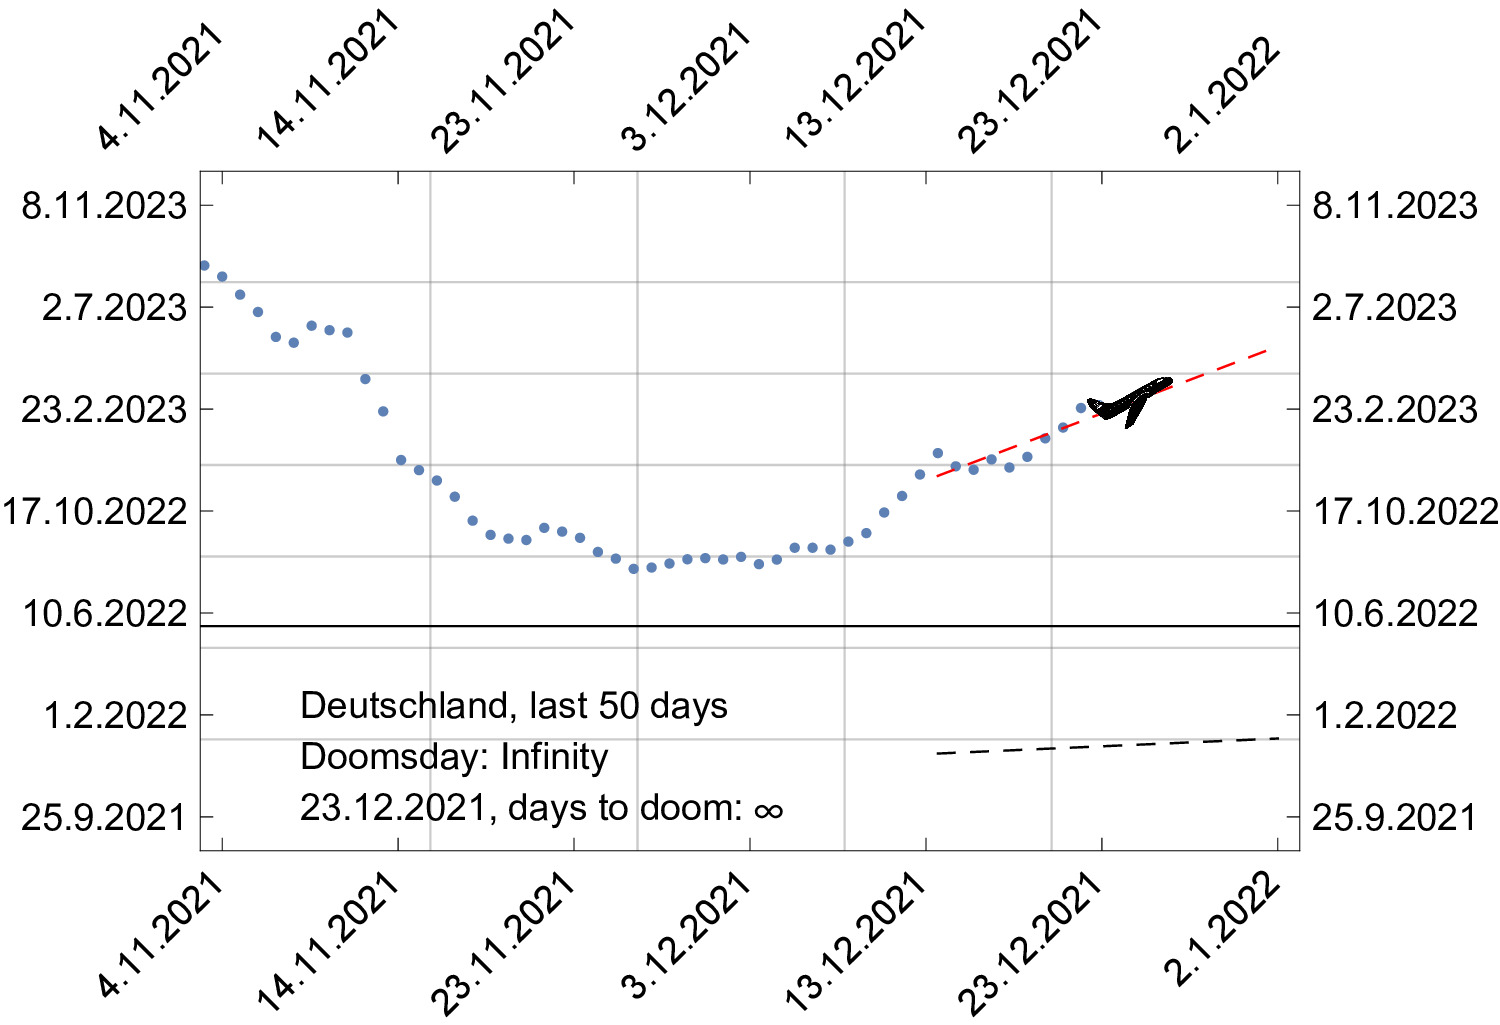 4.11.2021 14.11.2021 23.11.2021 3.12.2021 13.12.2021 23.12.2021 2.1.2022
8.11.2023 8.11.2023
2.7.2023 2.7.2023
23.2.2023 23.2.2023
17.10.2022 17.10.2022
10.6.2022 10.6.2022
Deutschland, last 50 days
1.2.2022 1.2.2022
Doomsday: Infinity
23.12.2021, days to doom: ∞
25.9.2021 25.9.2021
4.11.2021 14.11.2021 23.11.2021 3.12.2021 13.12.2021 23.12.2021 2.1.2022